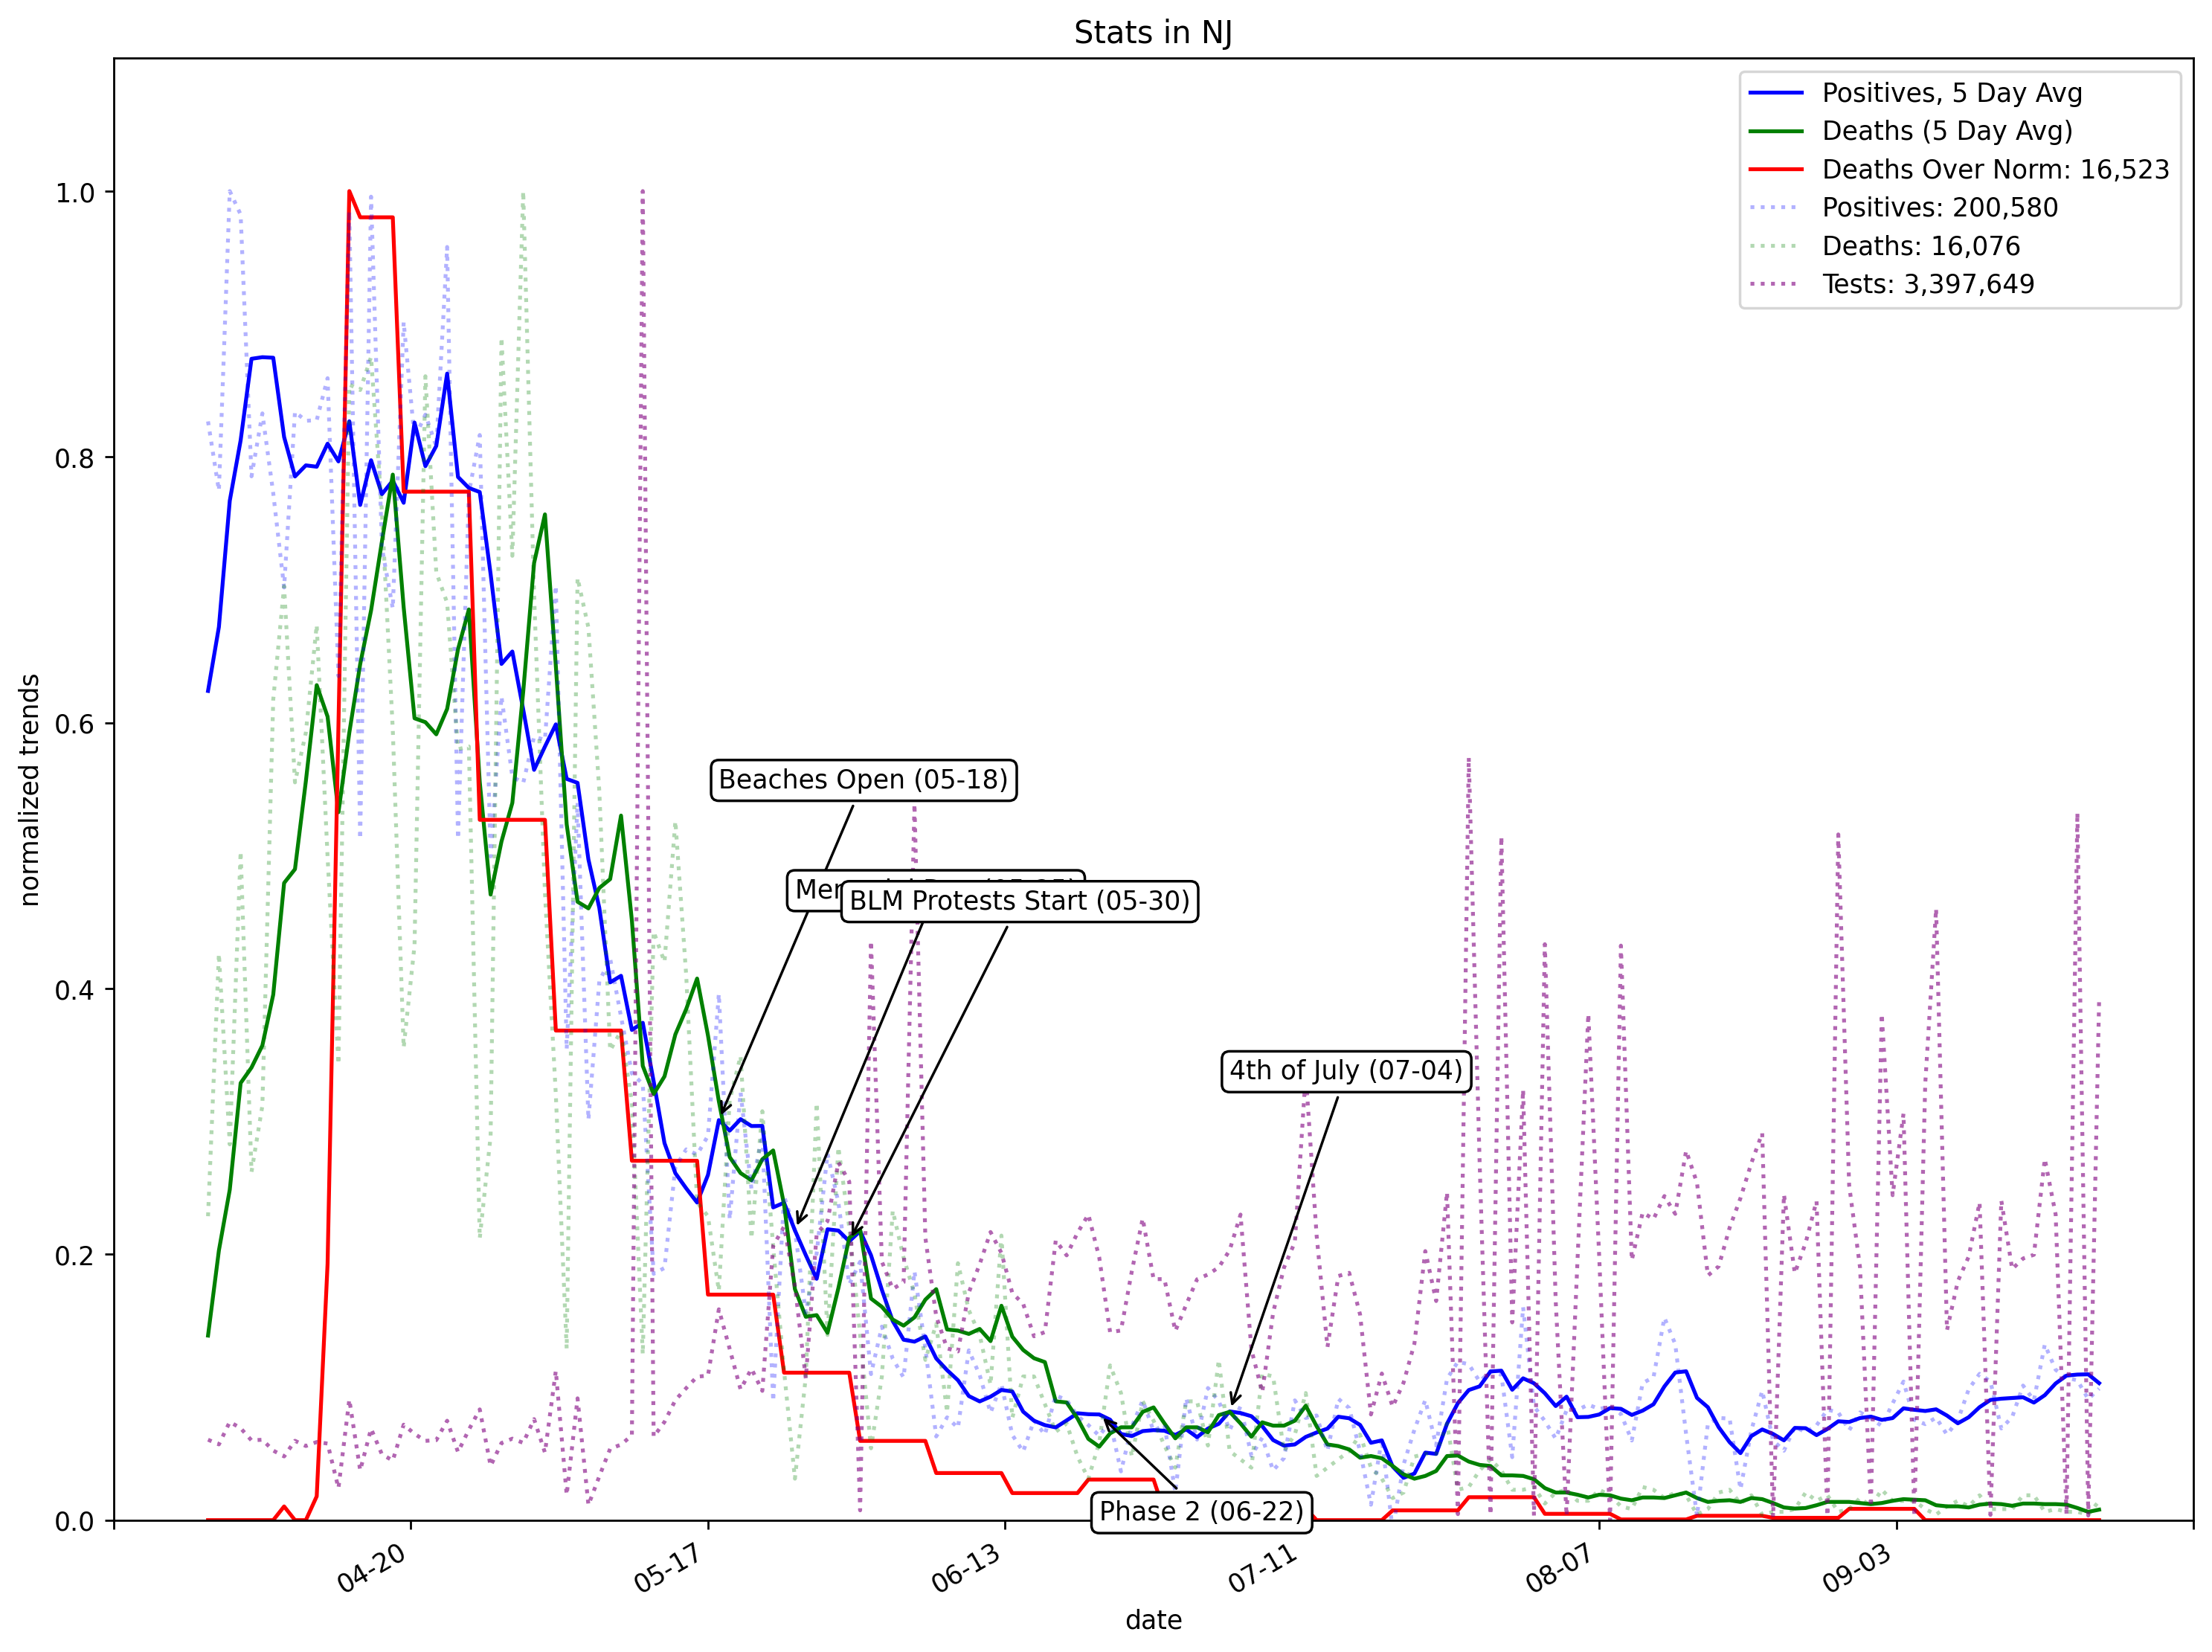 Stats in NJ
Positives, 5 Day Avg
Deaths (5 Day Avg)
Deaths Over Norm: 16,523
Positives: 200,580
Deaths: 16,076
Tests: 3,397,649
normalized trends
1.0
0.8
0.6
0.4
0.2
0.0
Beaches Open (05-18)
BLM Protests Start (05-30)
4th of July (07-04)
Phase 2 (06-22)
04-20
05-17
06-13
07-11
08-07
09-03
date